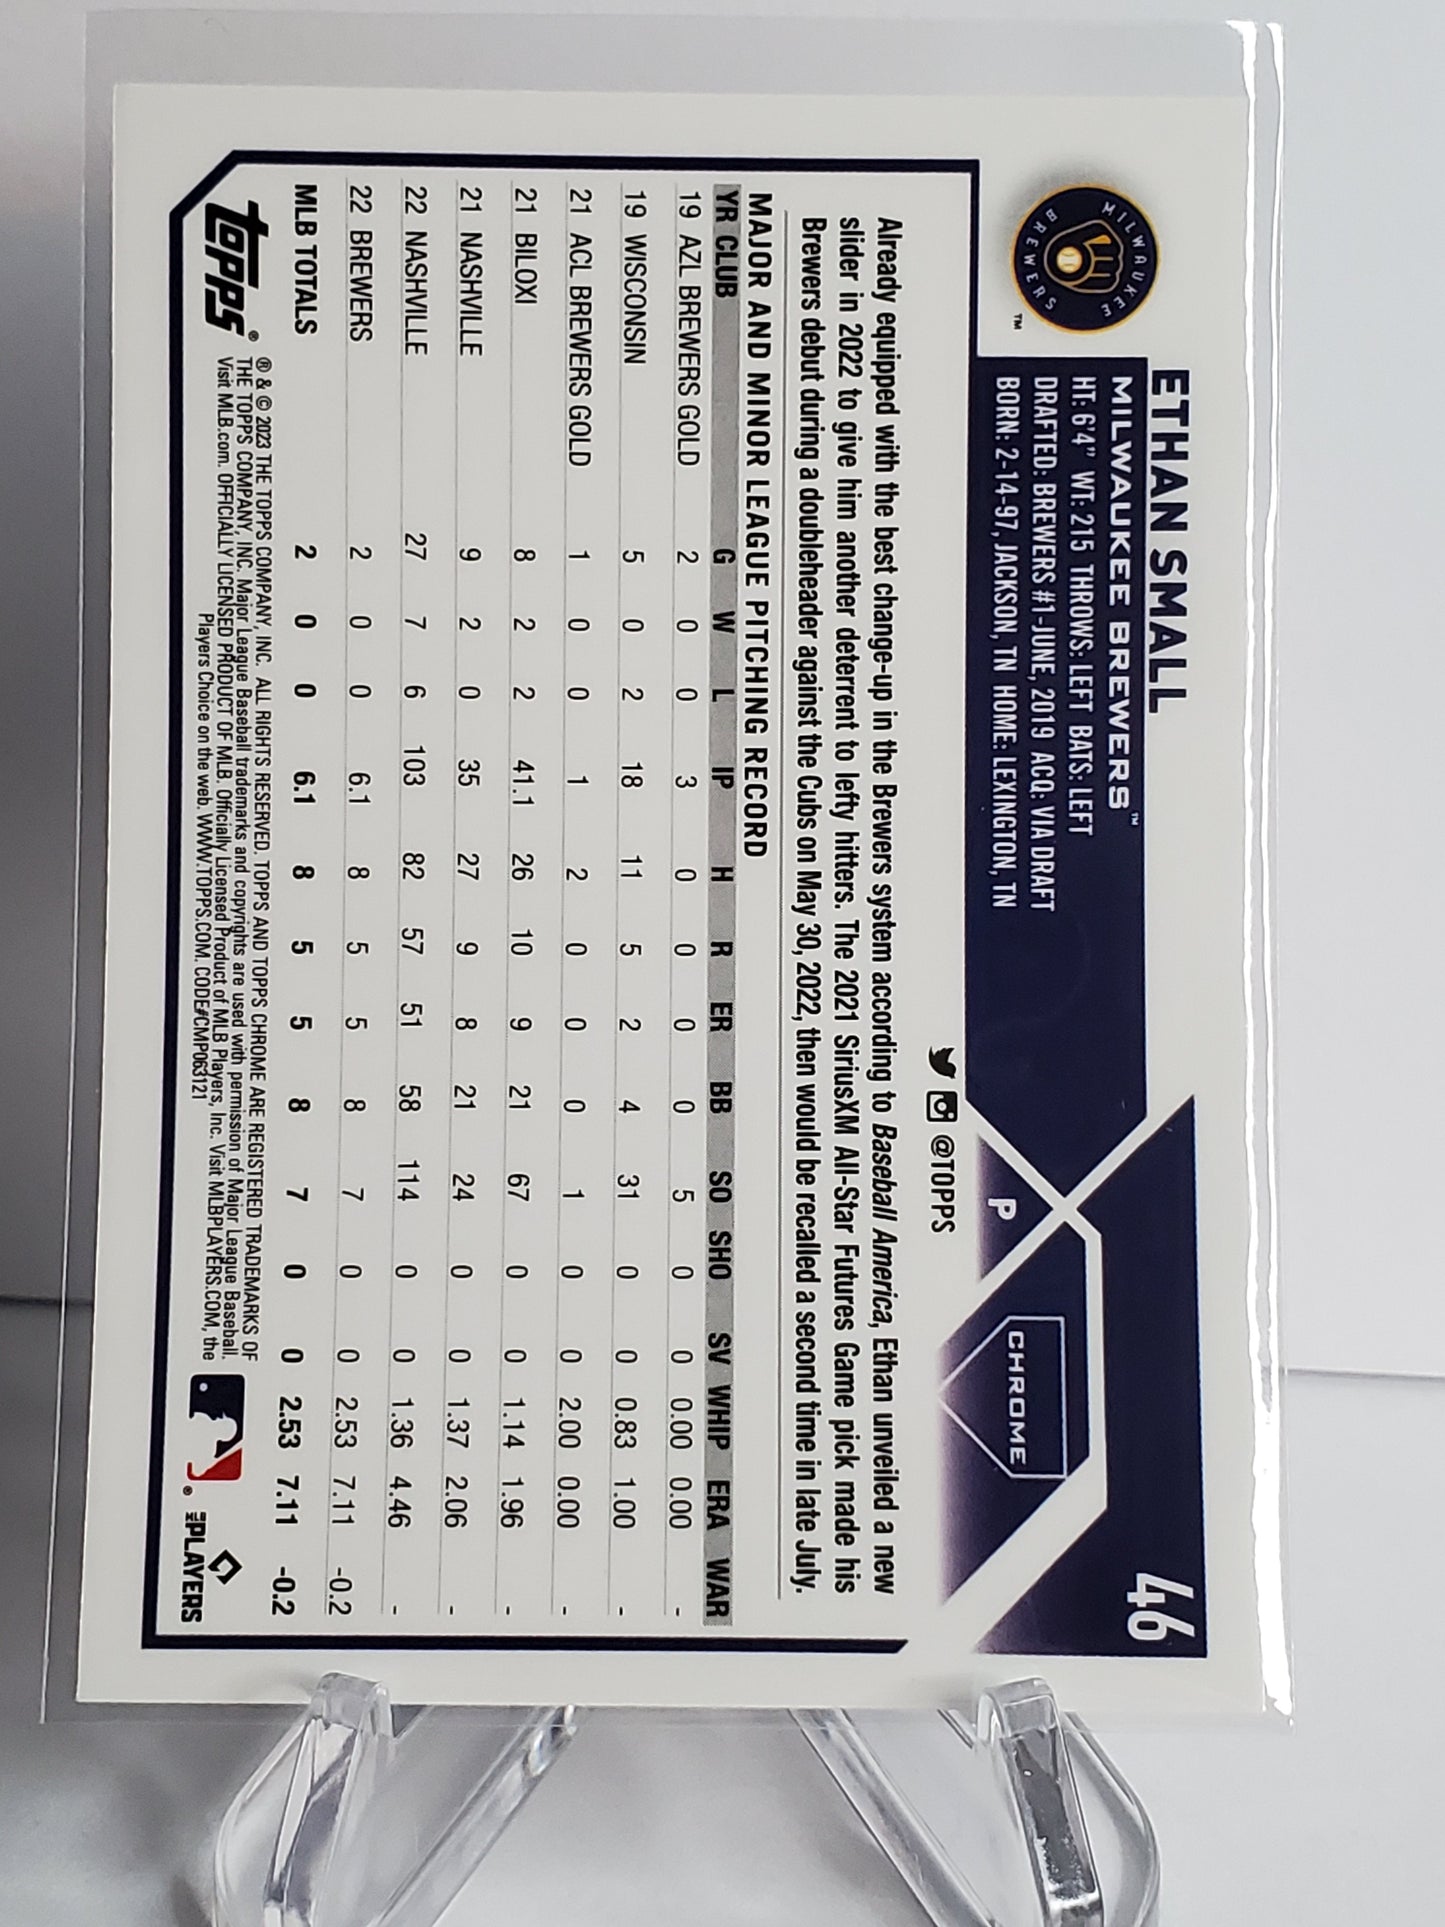 46
ETHAN SMALL
MILWAUKEE BREWERS™
HT: 6'4" WT: 215 THROWS: LEFT BATS: LEFT
DRAFTED: BREWERS #1-JUNE, 2019 ACQ: VIA DRAFT
BORN: 2-14-97, JACKSON, TN HOME: LEXINGTON, TN
MILWAUKEE
BREWERS
™
P
CHROME
@TOPPS
Already equipped with the best change-up in the Brewers system according to Baseball America, Ethan unveiled a new
slider in 2022 to give him another deterrent to lefty hitters. The 2021 SiriusXM All-Star Futures Game pick made his
Brewers debut during a doubleheader against the Cubs on May 30, 2022, then would be recalled a second time in late July.
MAJOR AND MINOR LEAGUE PITCHING RECORD
YR CLUB G W L IP H R ER BB SO SHO SV WHIP ERA WAR
19 AZL BREWERS GOLD 2 0 0 3 0 0 0 0 5 0 0 0.00 0.00 -
19 WISCONSIN 5 0 2 18 11 5 2 4 31 0 0 0.83 1.00 -
21 ACL BREWERS GOLD 1 0 0 1 2 0 0 0 1 0 0 2.00 0.00 -
21 BILOXI 8 2 2 41.1 26 10 9 21 67 0 0 1.14 1.96 -
21 NASHVILLE 9 2 0 35 27 9 8 21 24 0 0 1.37 2.06 -
22 NASHVILLE 27 7 6 103 82 57 51 58 114 0 0 1.36 4.46 -
22 BREWERS 2 0 0 6.1 8 5 5 8 7 0 0 2.53 7.11 -0.2
MLB TOTALS 2 0 0 6.1 8 5 5 8 7 0 0 2.53 7.11 -0.2
topps®
® & © 2023 THE TOPPS COMPANY, INC. ALL RIGHTS RESERVED. TOPPS AND TOPPS CHROME ARE REGISTERED TRADEMARKS OF
THE TOPPS COMPANY, INC. Major League Baseball trademarks and copyrights are used with permission of Major League Baseball.
Visit MLB.com. OFFICIALLY LICENSED PRODUCT OF MLB. Officially Licensed Product of MLB Players, Inc. Visit MLBPLAYERS.COM, the
Players Choice on the web. WWW.TOPPS.COM. CODE#CMP063121
®
PLAYERS